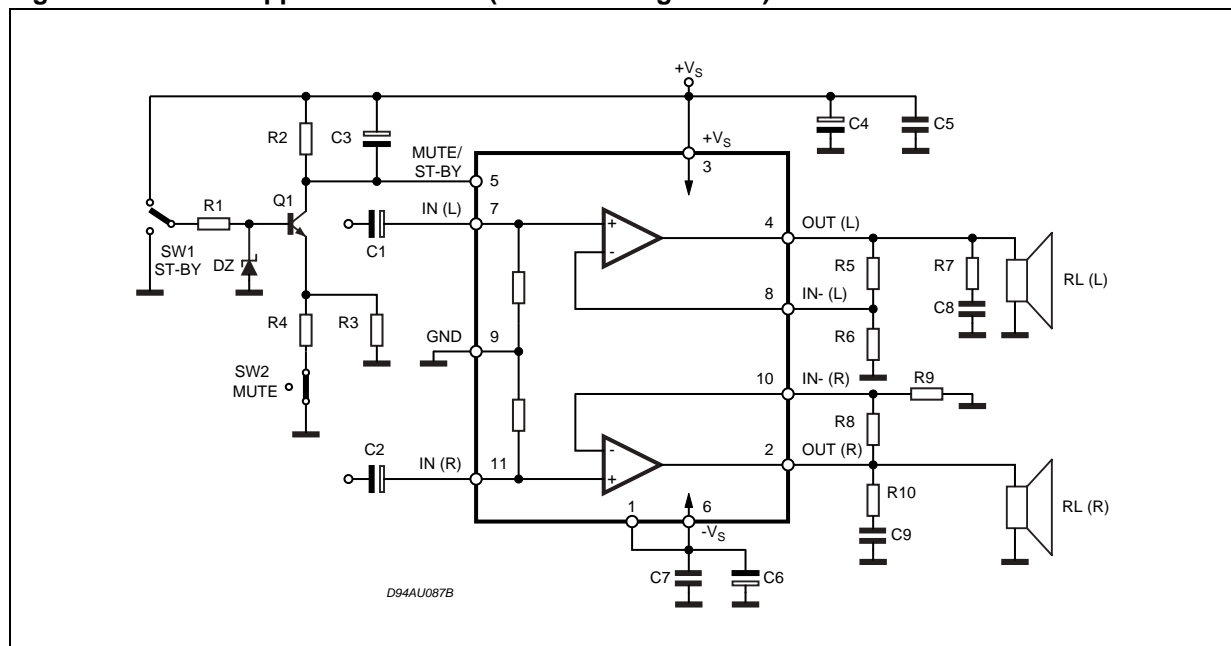 +VS
R2
C3
C4
C5
+VS
3
MUTE/
ST-BY
5
R1
Q1
IN (L)
7
4
OUT (L)
C1
SW1
ST-BY
DZ
R5
R7
RL (L)
8
IN- (L)
C8
R4
R3
GND
9
R6
SW2
MUTE
10
IN- (R)
R9
R8
C2
IN (R)
11
2
OUT (R)
R10
RL (R)
1
6
-VS
C9
C7
C6
D94AU087B